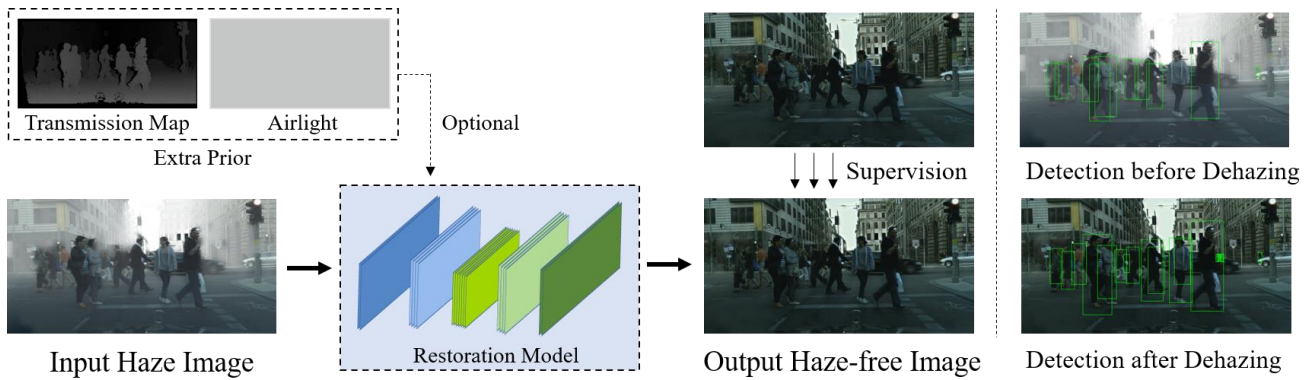 Transmission Map
Airlight
Extra Prior
Optional
Supervision
Detection before Dehazing
Input Haze Image
Restoration Model
Output Haze-free Image
Detection after Dehazing